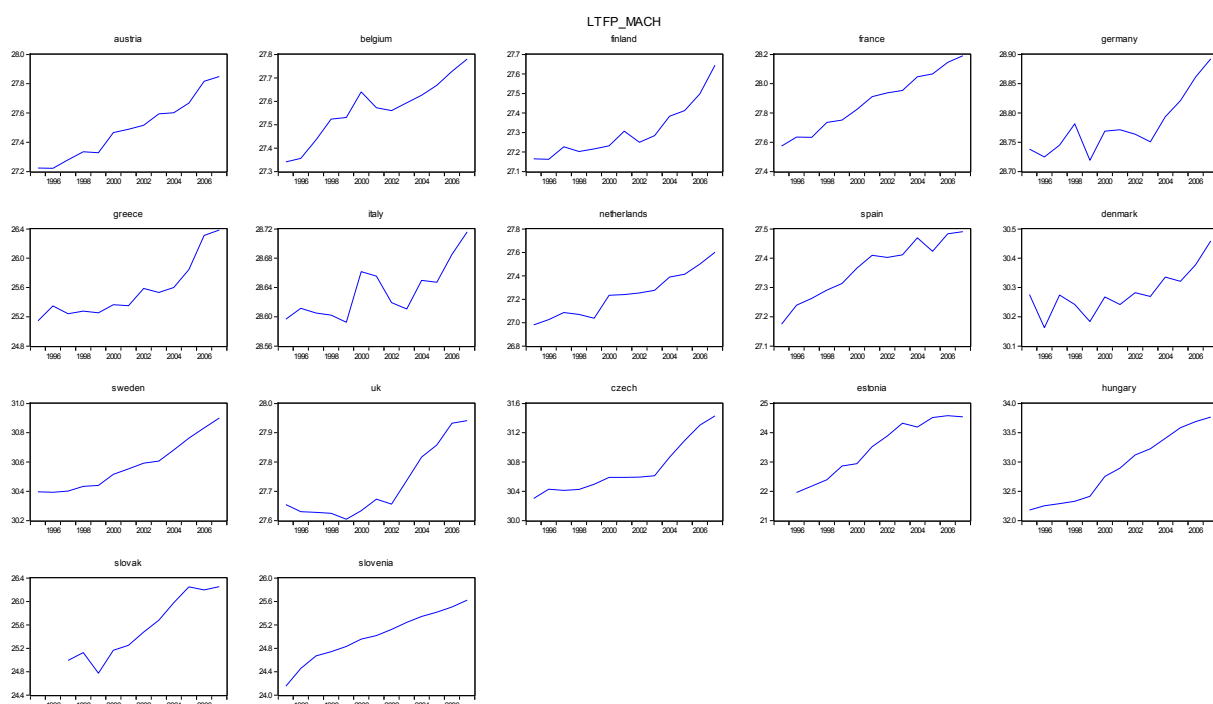 LTFP_MACH
austria belgium finland france germany
28.0 27.8 27.7 28.2 28.90
27.8 27.7 27.6 28.0 28.85
27.6 27.6 27.5 27.8 28.80
27.4 27.5 27.4 27.6 28.75
27.2 27.4 27.3 27.4 28.70
27.3 27.2
27.1
1996 1998 2000 2002 2004 2006 1996 1998 2000 2002 2004 2006 1996 1998 2000 2002 2004 2006 1996 1998 2000 2002 2004 2006 1996 1998 2000 2002 2004 2006
greece italy netherlands spain denmark
26.4 28.72 27.8 27.5 30.5
26.0 28.68 27.6 27.4 30.4
25.6 28.64 27.4 27.3 30.3
25.2 28.60 27.2 27.2 30.2
24.8 28.56 27.0 27.1 30.1
26.8
1996 1998 2000 2002 2004 2006 1996 1998 2000 2002 2004 2006 1996 1998 2000 2002 2004 2006 1996 1998 2000 2002 2004 2006 1996 1998 2000 2002 2004 2006
sweden uk czech estonia hungary
31.0 28.0 31.6 25 34.0
30.8 27.9 31.2 24 33.5
30.6 27.8 30.8 23 33.0
30.4 27.7 30.4 22 32.5
30.2 27.6 30.0 21 32.0
1996 1998 2000 2002 2004 2006 1996 1998 2000 2002 2004 2006 1996 1998 2000 2002 2004 2006 1996 1998 2000 2002 2004 2006 1996 1998 2000 2002 2004 2006
slovak slovenia
26.4 26.0
26.0 25.6
25.6 25.2
25.2 24.8
24.8 24.4
24.4 24.0